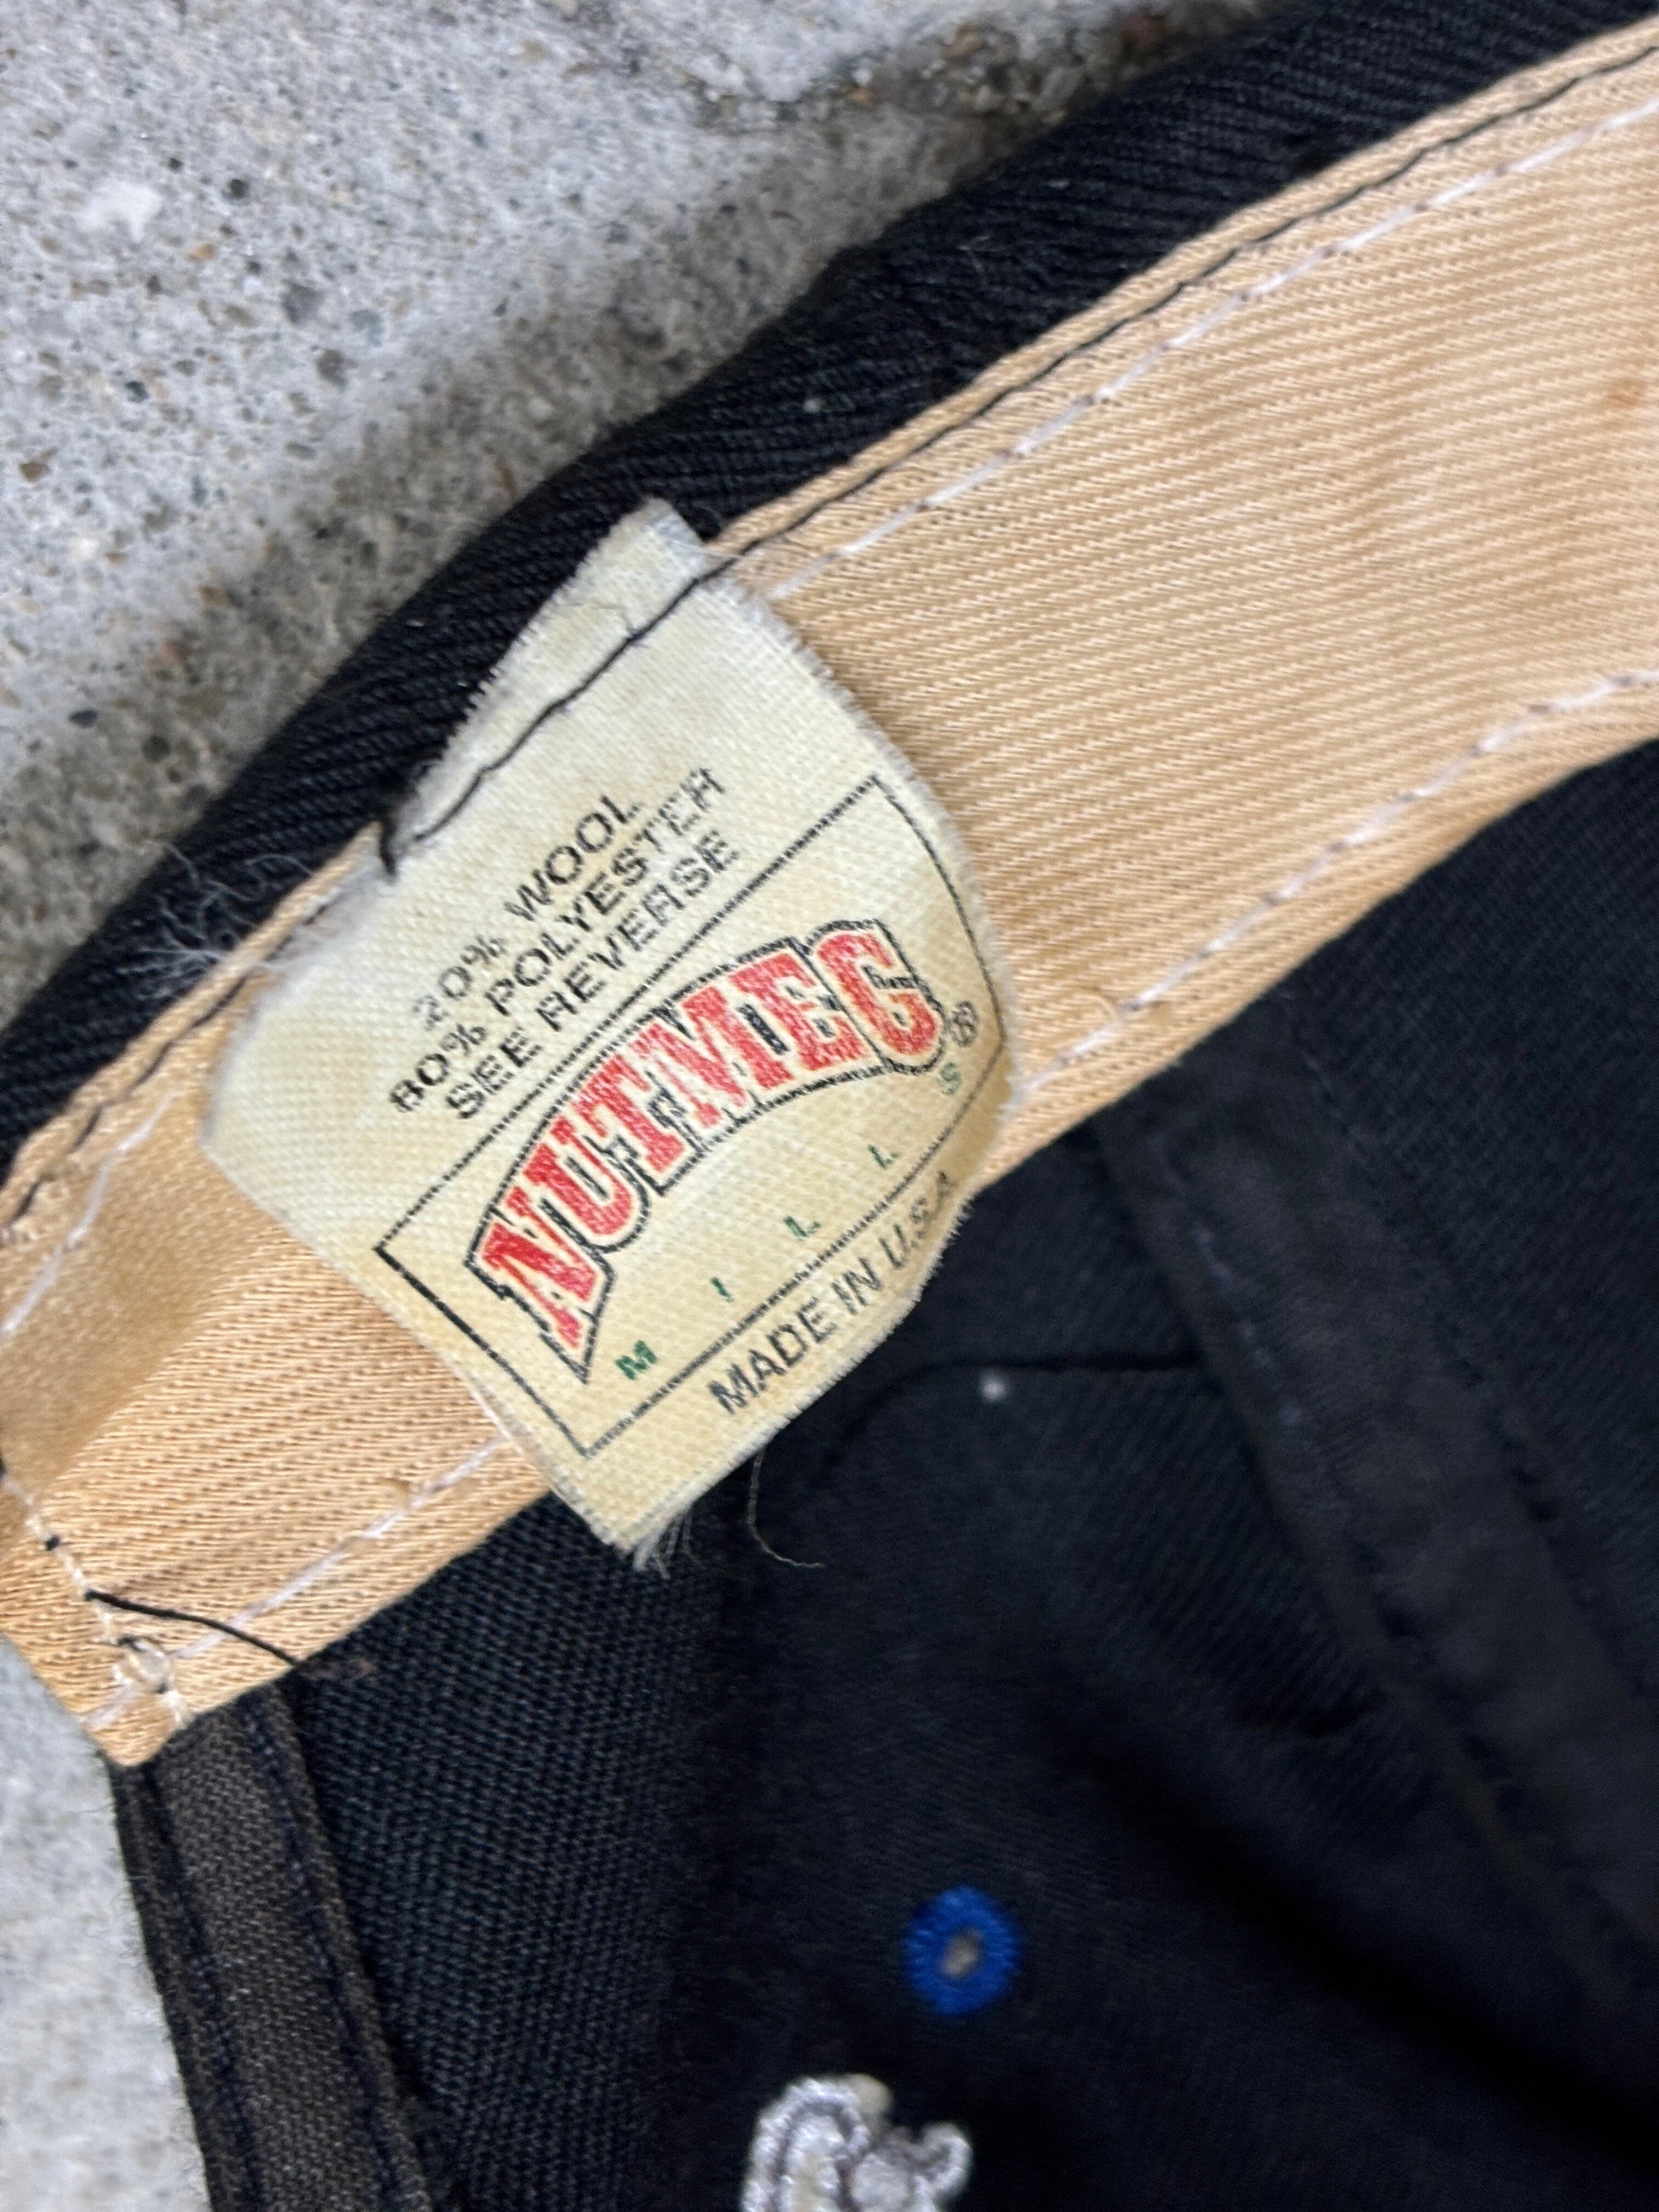 20% WOOL
80% POLYESTER
SEE REVERSE
NUTMEG®
MILLS
MADE IN U.S.A